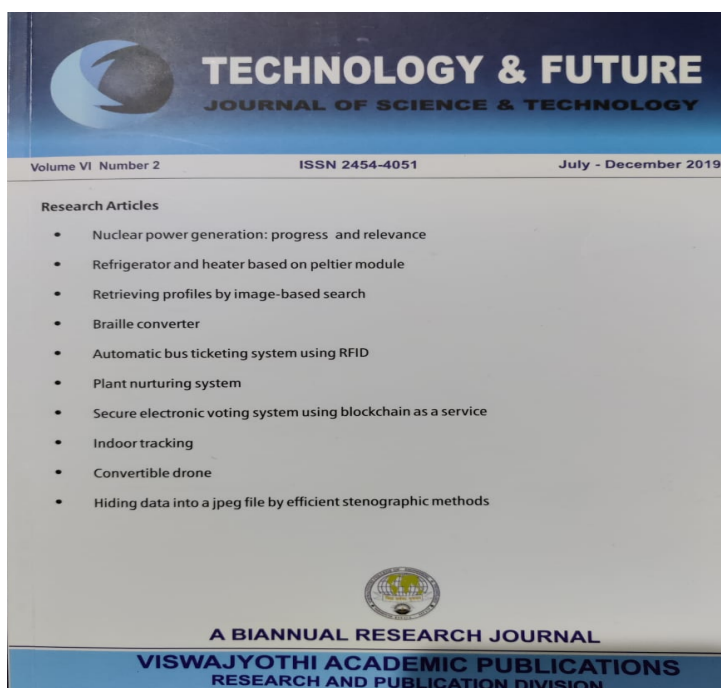 TECHNOLOGY & FUTURE
JOURNAL OF SCIENCE & TECHNOLOGY
Volume VI Number 2 ISSN 2454-4051 July - December 2019
Research Articles
• Nuclear power generation: progress and relevance
• Refrigerator and heater based on peltier module
• Retrieving profiles by image-based search
• Braille converter
• Automatic bus ticketing system using RFID
• Plant nurturing system
• Secure electronic voting system using blockchain as a service
• Indoor tracking
• Convertible drone
• Hiding data into a jpeg file by efficient stenographic methods
A BIANNUAL RESEARCH JOURNAL
VISWAJYOTHI ACADEMIC PUBLICATIONS
RESEARCH AND PUBLICATION DIVISION